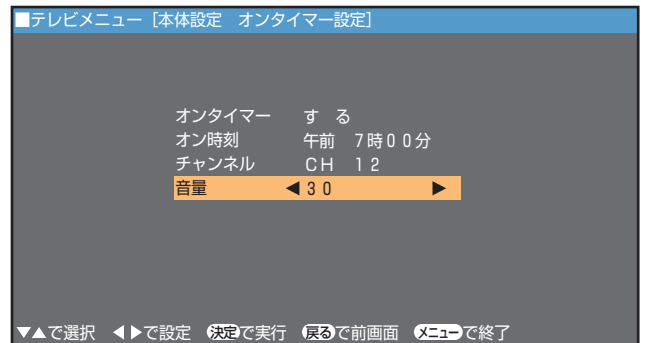 ■テレビメニュー [本体設定 オンタイマー設定]
オンタイマー す る
オン時刻 午前 7時00分
チャンネル CH 12
音量 ◀30 ▶
▼▲で選択 ◀▶で設定 決定で実行 戻るで前画面 メニューで終了